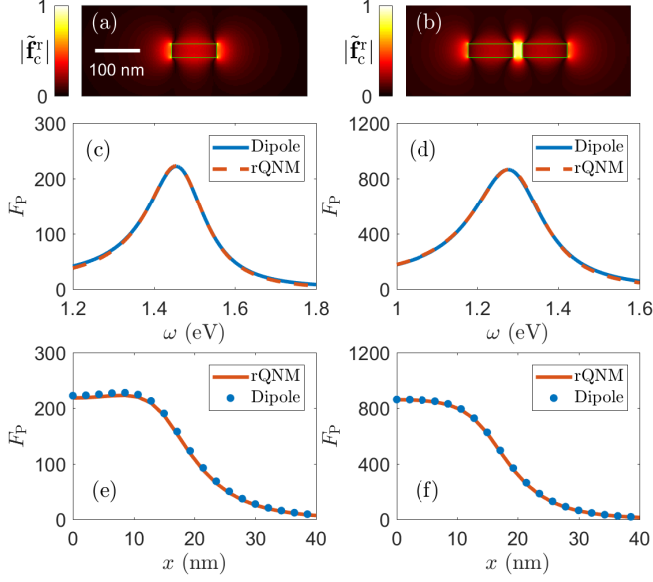 1
(a)
|f̃ᶜʳ|
100 nm
0
1
(b)
|f̃ᶜʳ|
0
300
(c)
Dipole
rQNM
200
F_P
100
0
1.2
1.4
1.6
1.8
ω (eV)
1200
(d)
Dipole
rQNM
800
F_P
400
0
1
1.2
1.4
1.6
ω (eV)
300
rQNM
Dipole
200
F_P
100
(e)
0
0
10
20
30
40
x (nm)
1200
rQNM
Dipole
800
F_P
400
(f)
0
0
10
20
30
40
x (nm)